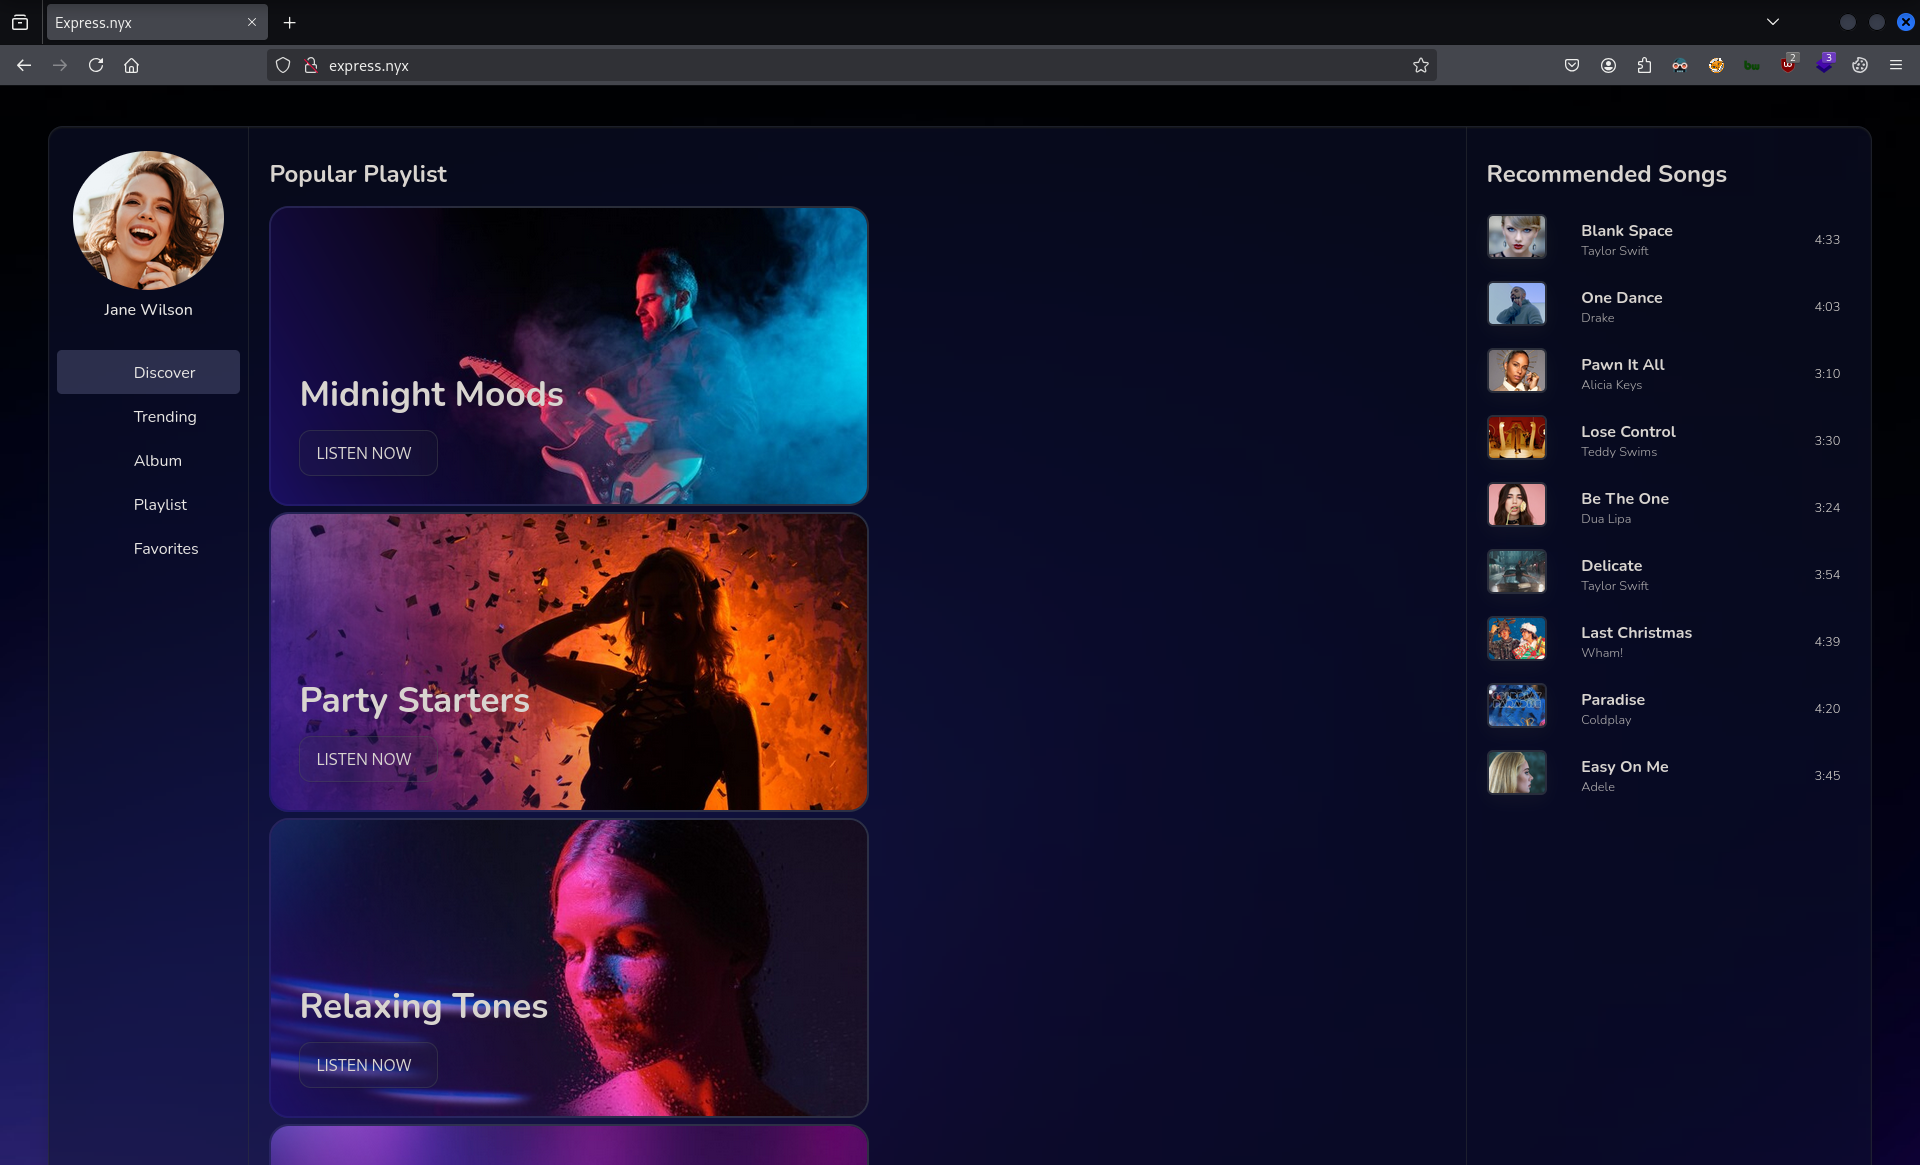 Express.nyx
express.nyx
2
3
Jane Wilson
Discover
Trending
Album
Playlist
Favorites
Popular Playlist
Midnight Moods
LISTEN NOW
Party Starters
LISTEN NOW
Relaxing Tones
LISTEN NOW
Recommended Songs
Blank Space
Taylor Swift
4:33
One Dance
Drake
4:03
Pawn It All
Alicia Keys
3:10
Lose Control
Teddy Swims
3:30
Be The One
Dua Lipa
3:24
Delicate
Taylor Swift
3:54
Last Christmas
Wham!
4:39
Paradise
Coldplay
4:20
Easy On Me
Adele
3:45